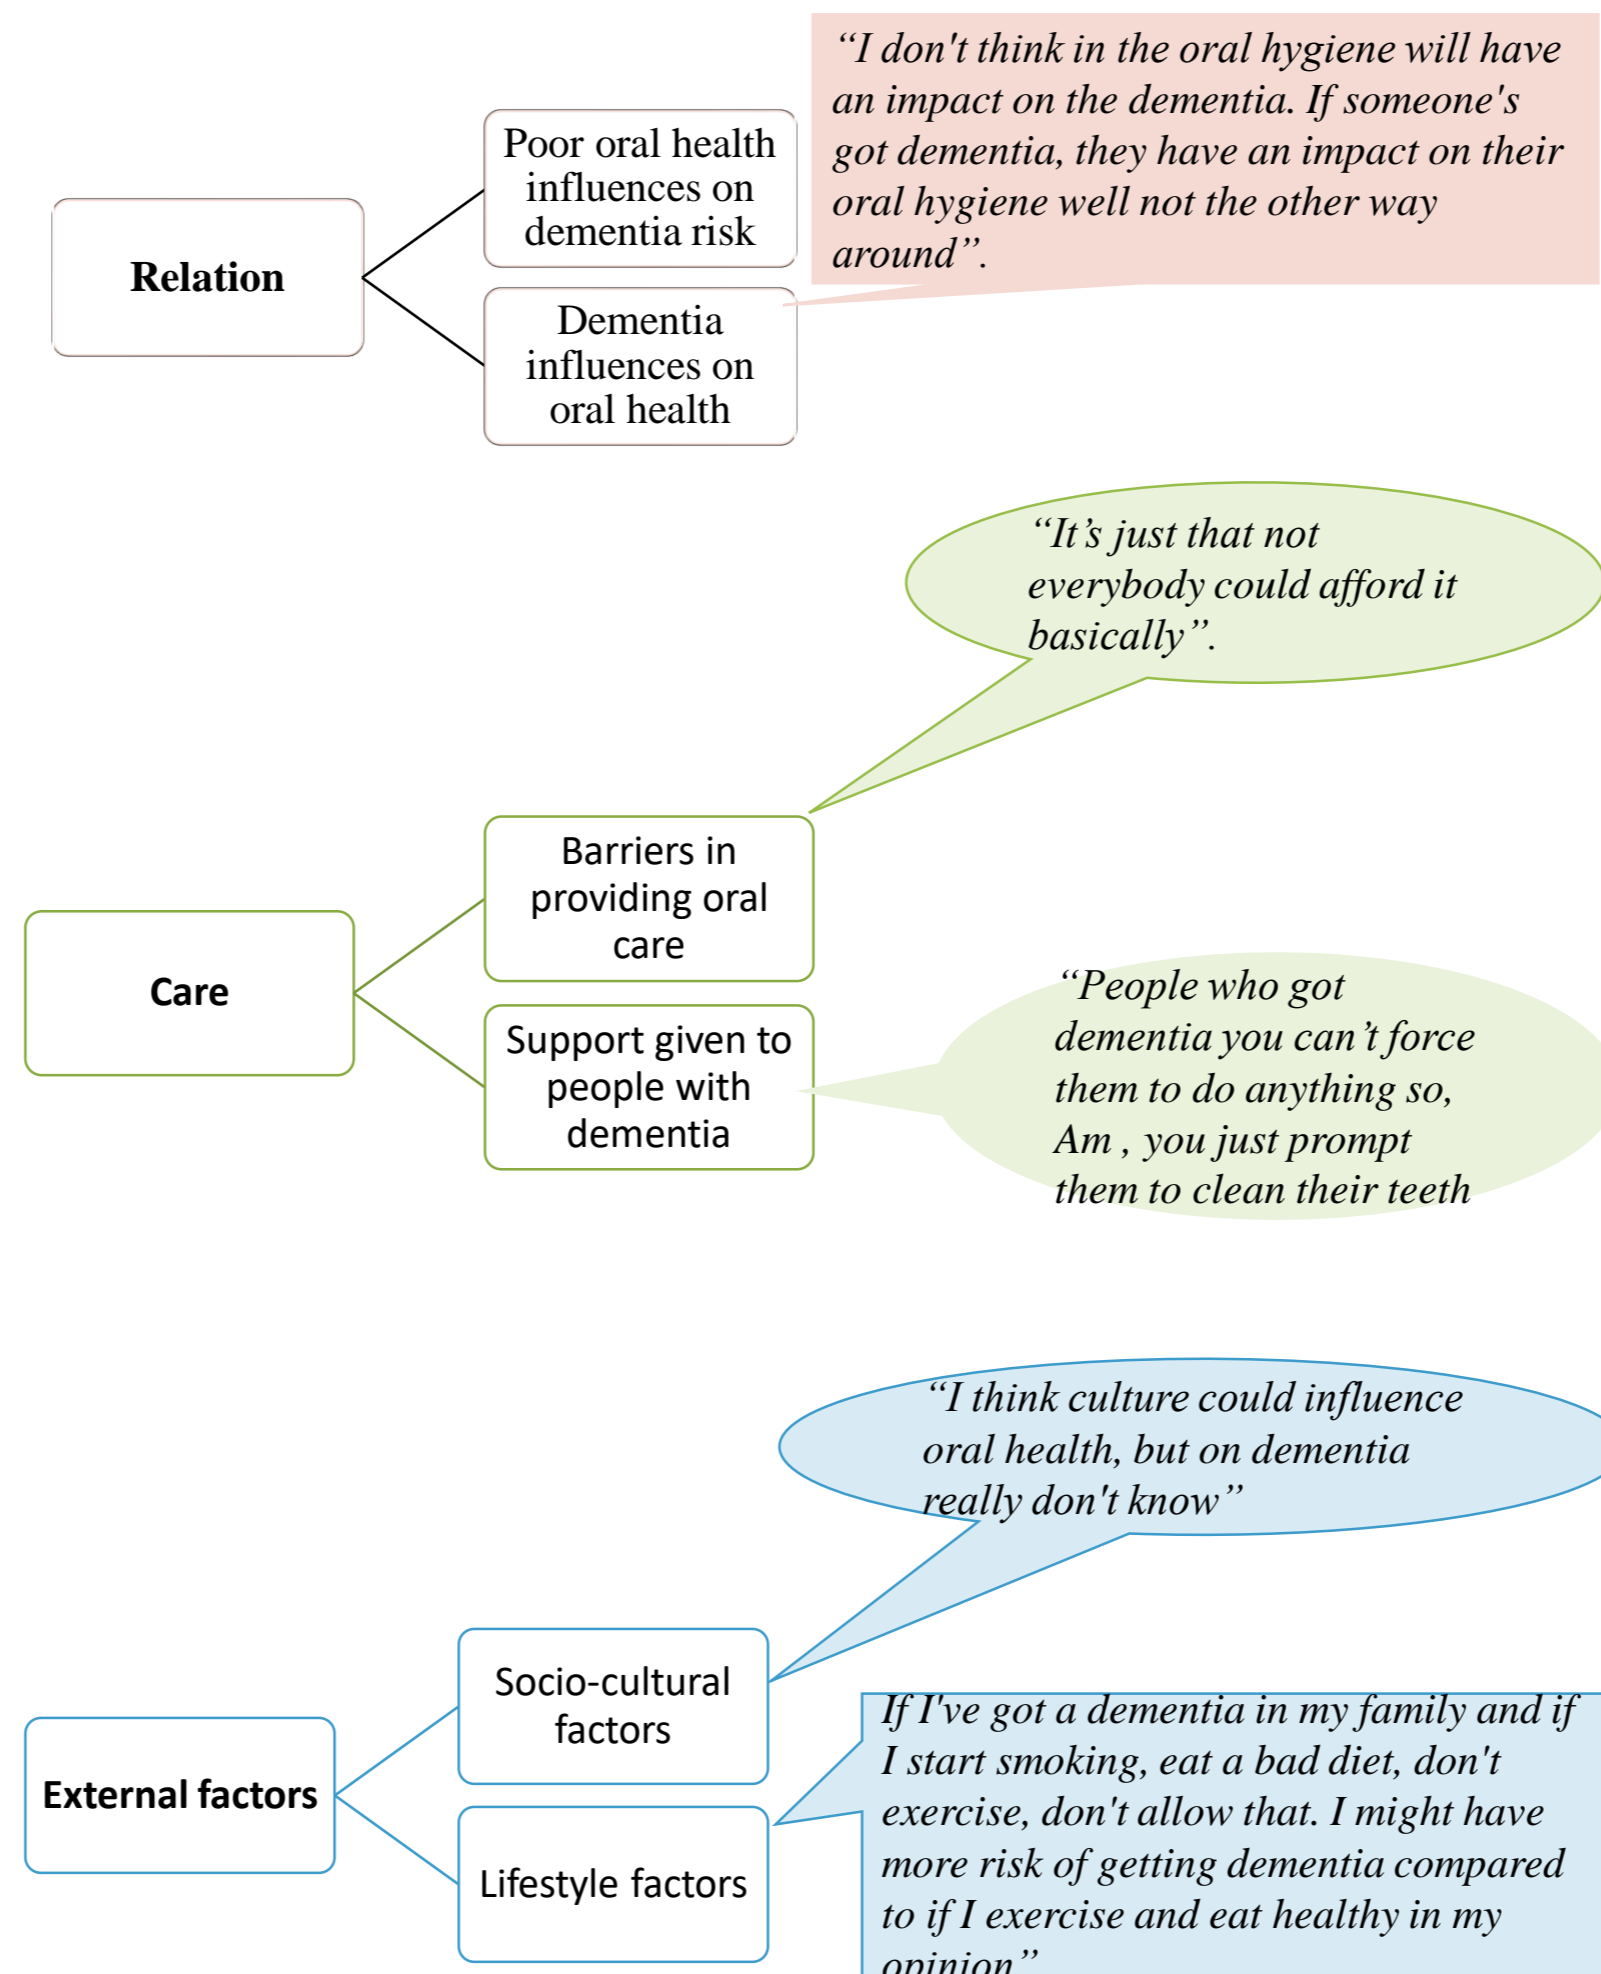 “I don't think in the oral hygiene will have
an impact on the dementia. If someone's
got dementia, they have an impact on their
oral hygiene well not the other way
around”.
Poor oral health
influences on
dementia risk
Relation
Dementia
influences on
oral health
“It’s just that not
everybody could afford it
basically”.
Barriers in
providing oral
care
Care
Support given to
people with
dementia
“People who got
dementia you can’t force
them to do anything so,
Am , you just prompt
them to clean their teeth
“I think culture could influence
oral health, but on dementia
really don't know”
Socio-cultural
factors
External factors
Lifestyle factors
If I've got a dementia in my family and if
I start smoking, eat a bad diet, don't
exercise, don't allow that. I might have
more risk of getting dementia compared
to if I exercise and eat healthy in my
opinion”